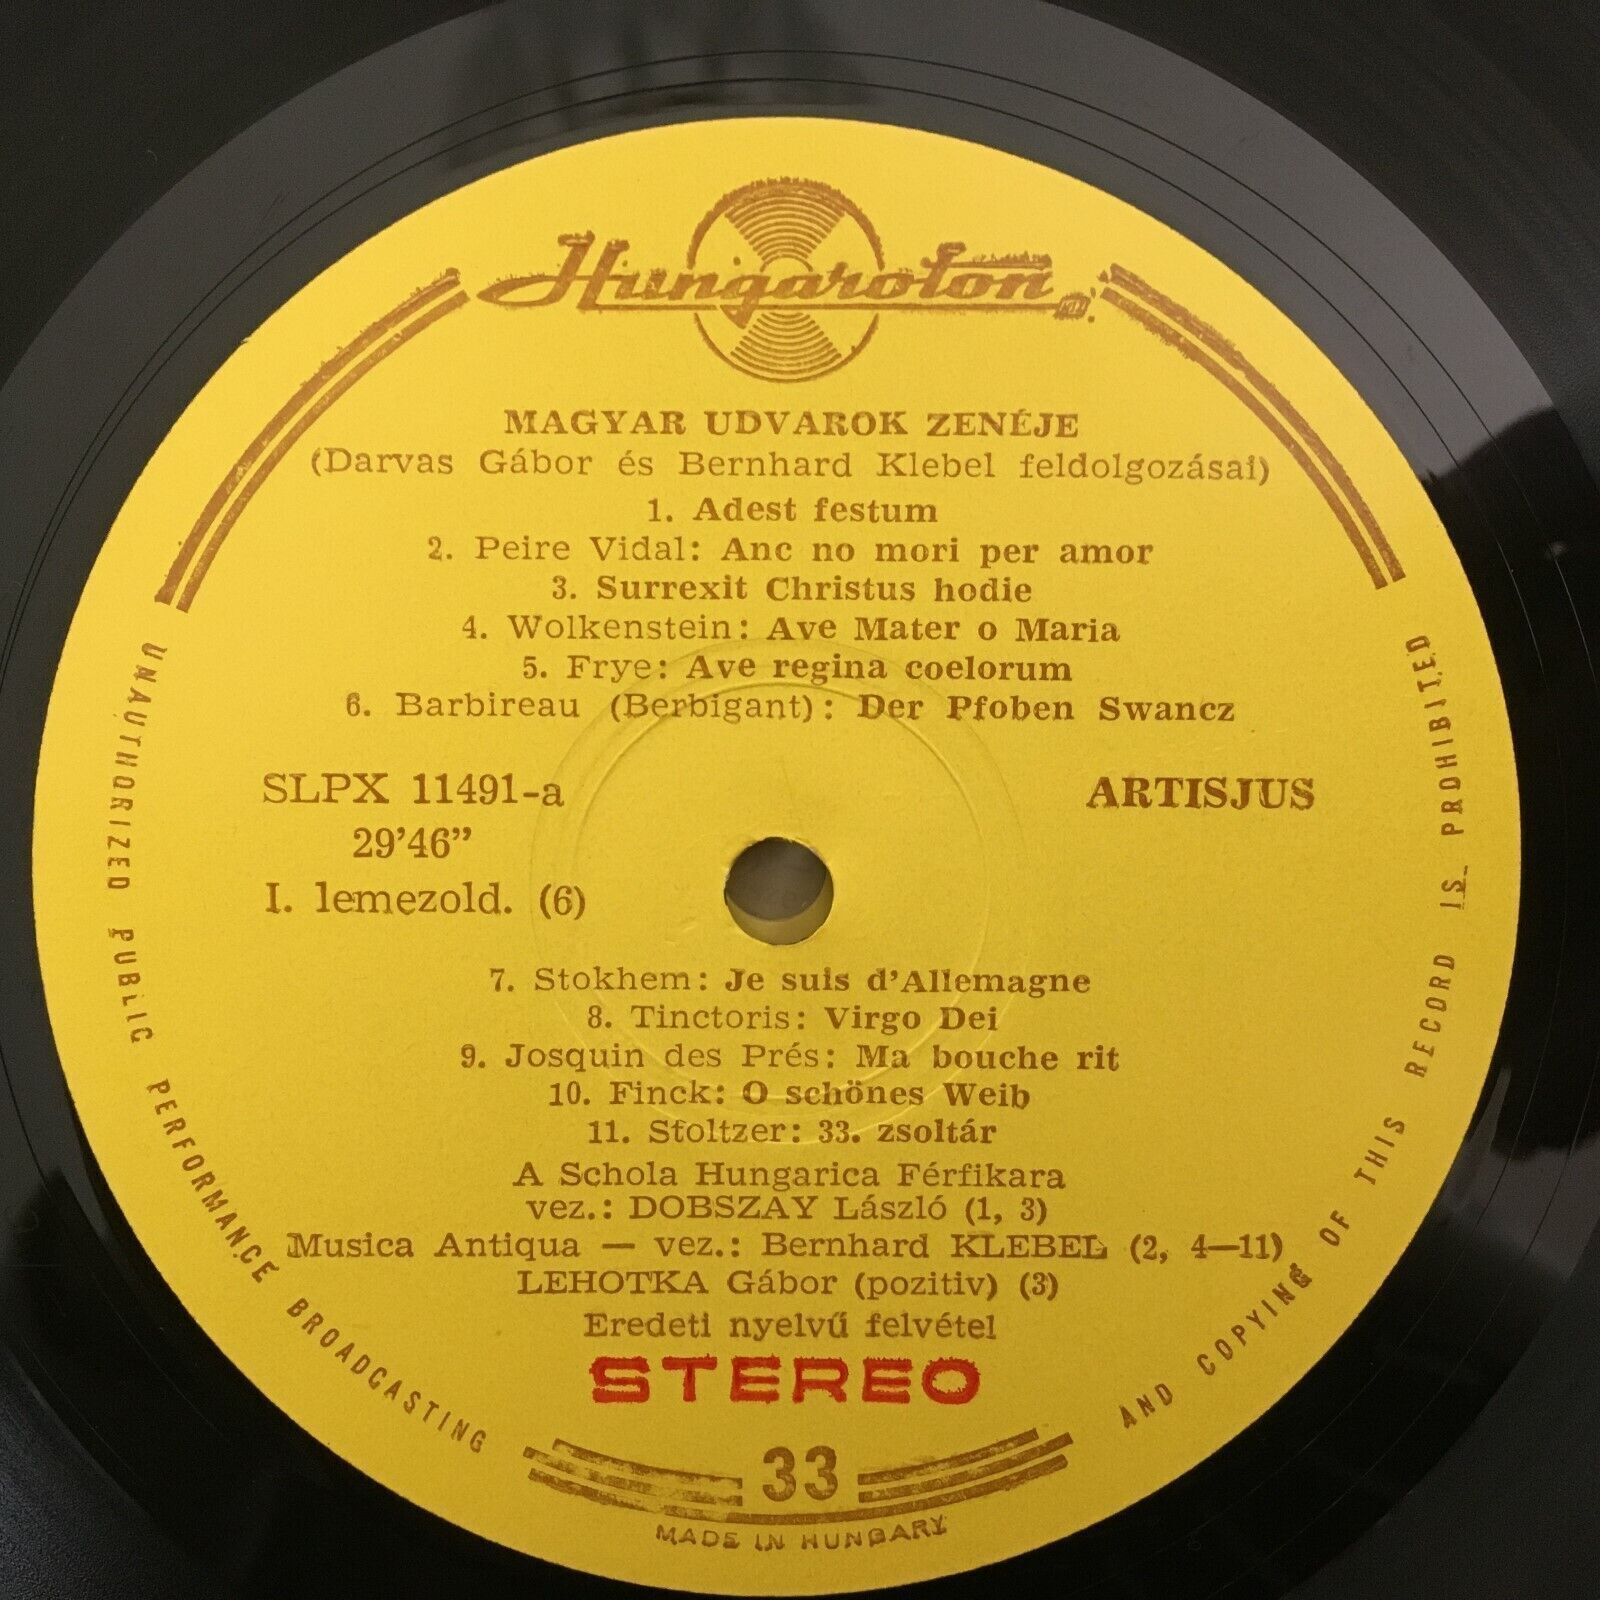 Hungaroton
MAGYAR UDVAROK ZENÉJE
(Darvas Gábor és Bernhard Klebel feldolgozásai)
1. Adest festum
2. Peire Vidal: Anc no mori per amor
3. Surrexit Christus hodie
4. Wolkenstein: Ave Mater o Maria
5. Frye: Ave regina coelorum
6. Barbireau (Berbigant): Der Pfoben Swancz
SLPX 11491-a
ARTISJUS
29’46”
I. lemezold. (6)
7. Stokhem: Je suis d’Allemagne
8. Tinctoris: Virgo Dei
9. Josquin des Prés: Ma bouche rit
10. Finck: O schönes Weib
11. Stoltzer: 33. zsoltár
A Schola Hungarica Férfikara
vez.: DOBSZAY László (1, 3)
Musica Antiqua — vez.: Bernhard KLEBEL (2, 4—11)
LEHOTKA Gábor (pozitiv) (3)
Eredeti nyelvű felvétel
STEREO
33
MADE IN HUNGARY
UNAUTHORIZED PUBLIC PERFORMANCE BROADCASTING AND COPYING OF THIS RECORD IS PROHIBITED